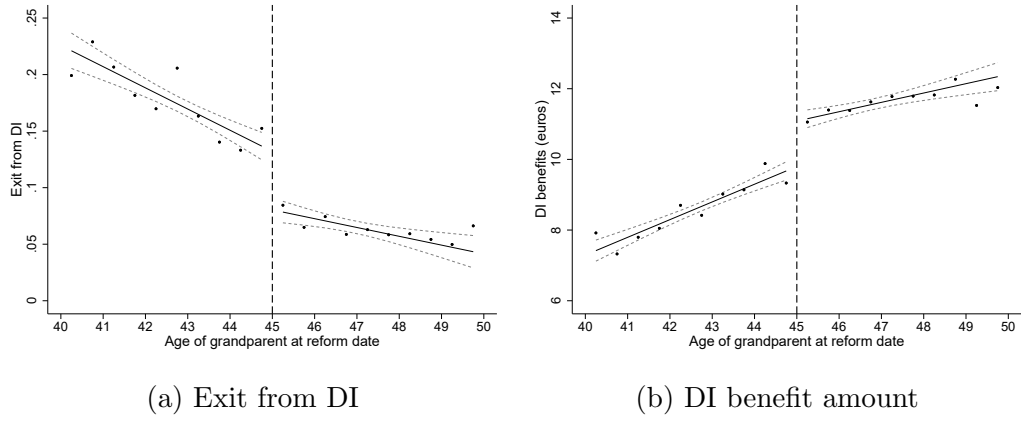 Exit from DI
0 .05 .1 .15 .2 .25
40 41 42 43 44 45 46 47 48 49 50
Age of grandparent at reform date
(a) Exit from DI
DI benefits (euros)
6 8 10 12 14
40 41 42 43 44 45 46 47 48 49 50
Age of grandparent at reform date
(b) DI benefit amount